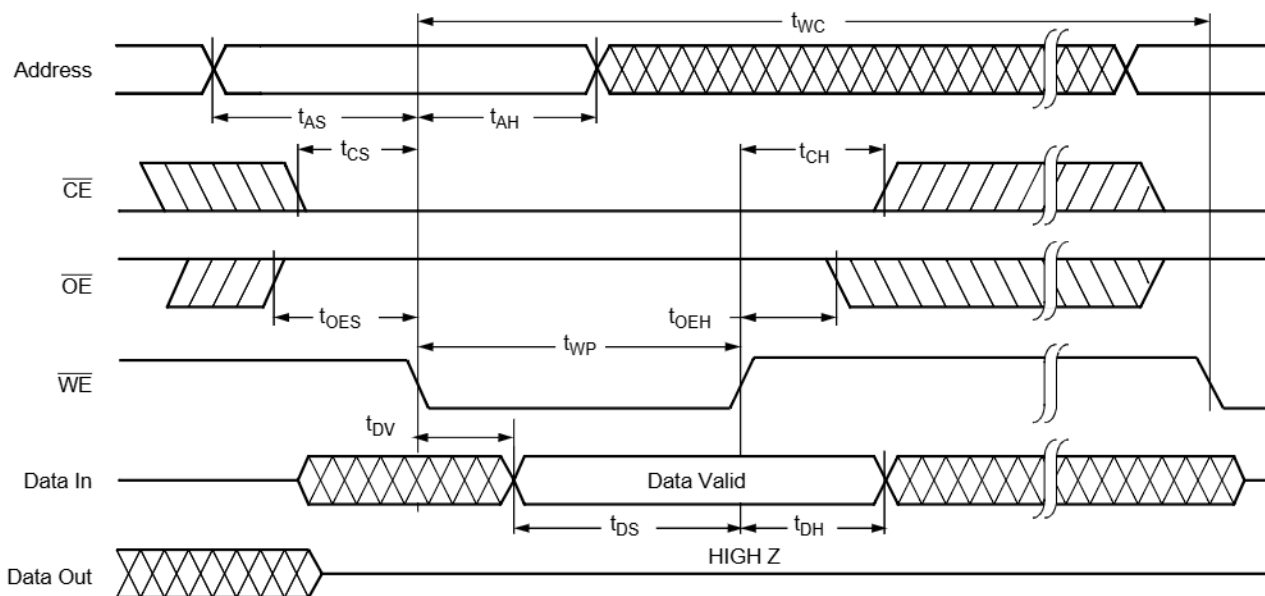 tWC
Address
tAS tAH
tCS tCH
CE
OE
tOES tOEH
tWP
WE
tDV
Data In Data Valid
tDS tDH
HIGH Z
Data Out